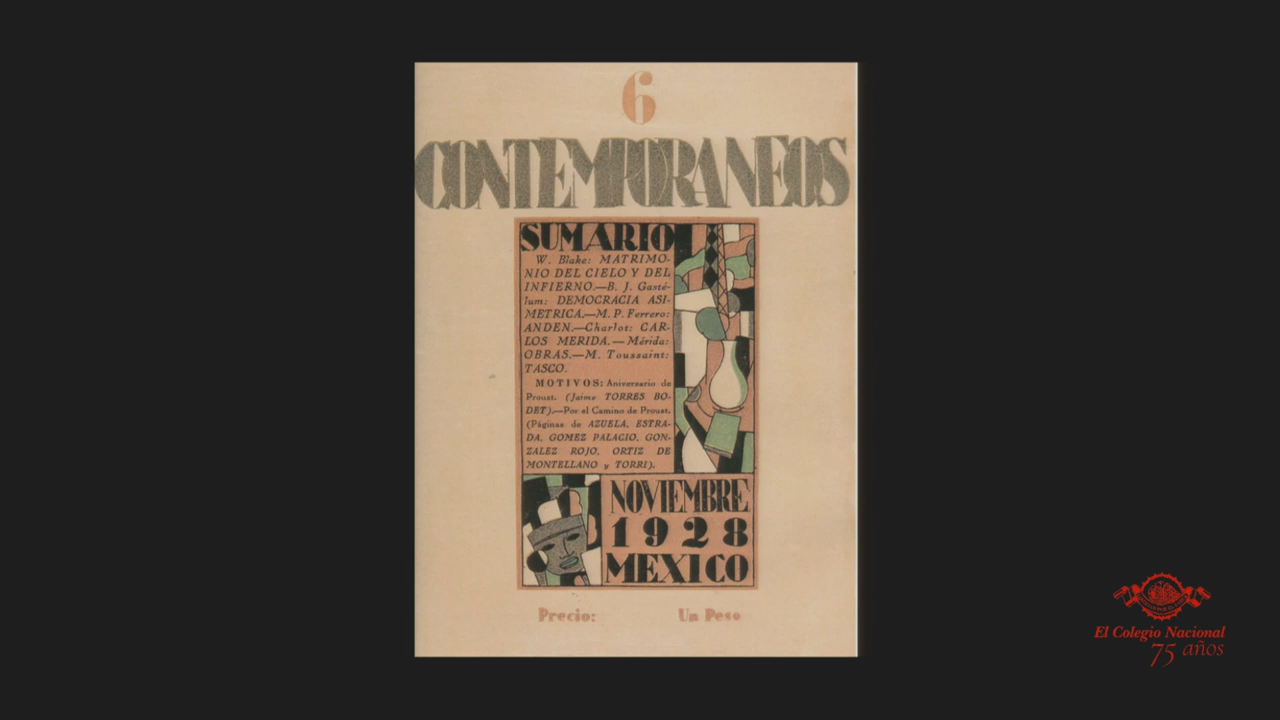 6
CONTEMPORANEOS
SUMARIO
W. Blake: MATRIMO-
NIO DEL CIELO Y DEL
INFIERNO.—B. J. Gasté-
lum: DEMOCRACIA ASI-
METRICA.—M. P. Ferrero:
ANDEN.—Charlot: CAR-
LOS MERIDA.—Mérida:
OBRAS.—M. Toussaint:
TASCO.
MOTIVOS: Aniversario de
Proust. (Jaime TORRES BO-
DET).—Por el Camino de Proust.
(Páginas de AZUELA, ESTRA-
DA, GOMEZ PALACIO, GON-
ZALEZ ROJO, ORTIZ DE
MONTELLANO y TORRI).
NOVIEMBRE
1928
MEXICO
Precio: Un Peso
El Colegio Nacional
75 años